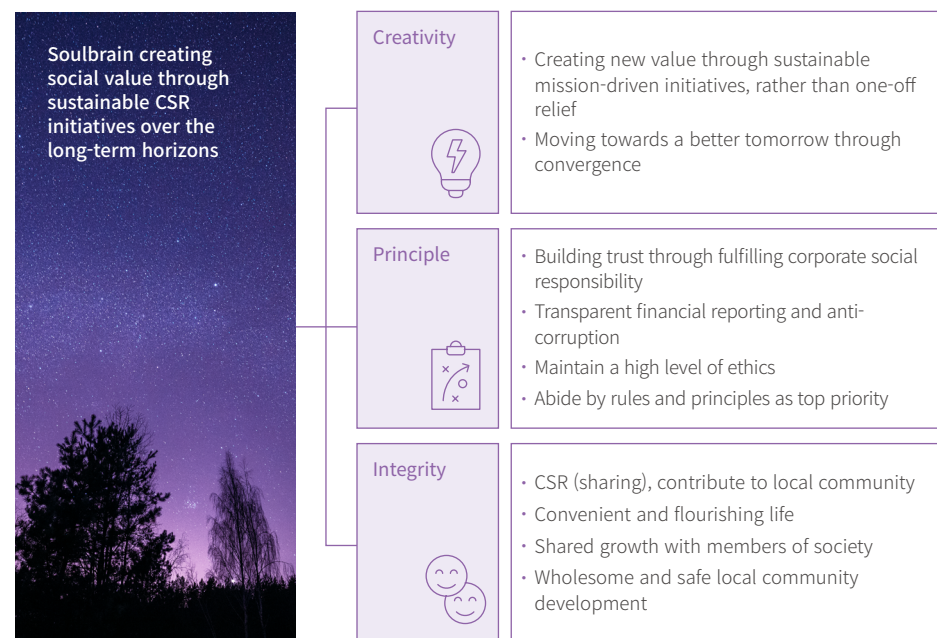 Soulbrain creating
social value through
sustainable CSR
initiatives over the
long-term horizons
Creativity
• Creating new value through sustainable
mission-driven initiatives, rather than one-off
relief
• Moving towards a better tomorrow through
convergence
Principle
• Building trust through fulfilling corporate social
responsibility
• Transparent financial reporting and anti-
corruption
• Maintain a high level of ethics
• Abide by rules and principles as top priority
Integrity
• CSR (sharing), contribute to local community
• Convenient and flourishing life
• Shared growth with members of society
• Wholesome and safe local community
development